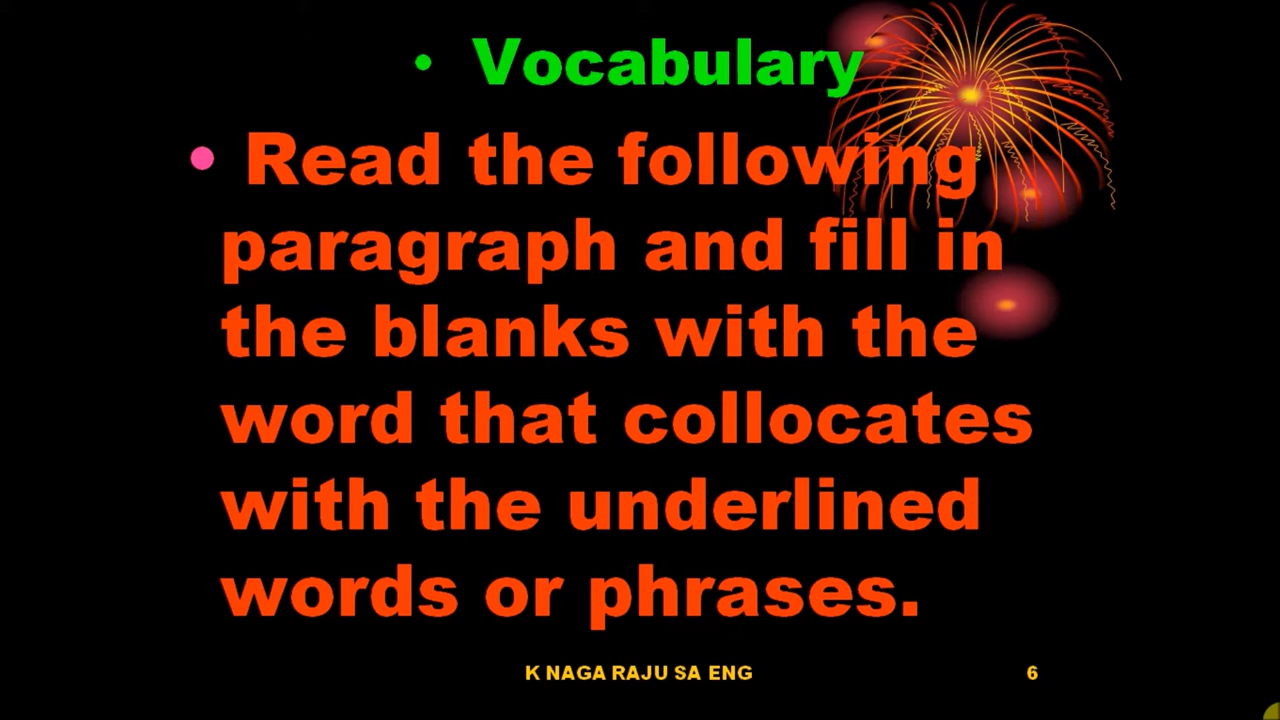 • Vocabulary
• Read the following
paragraph and fill in
the blanks with the
word that collocates
with the underlined
words or phrases.
K NAGA RAJU SA ENG 6